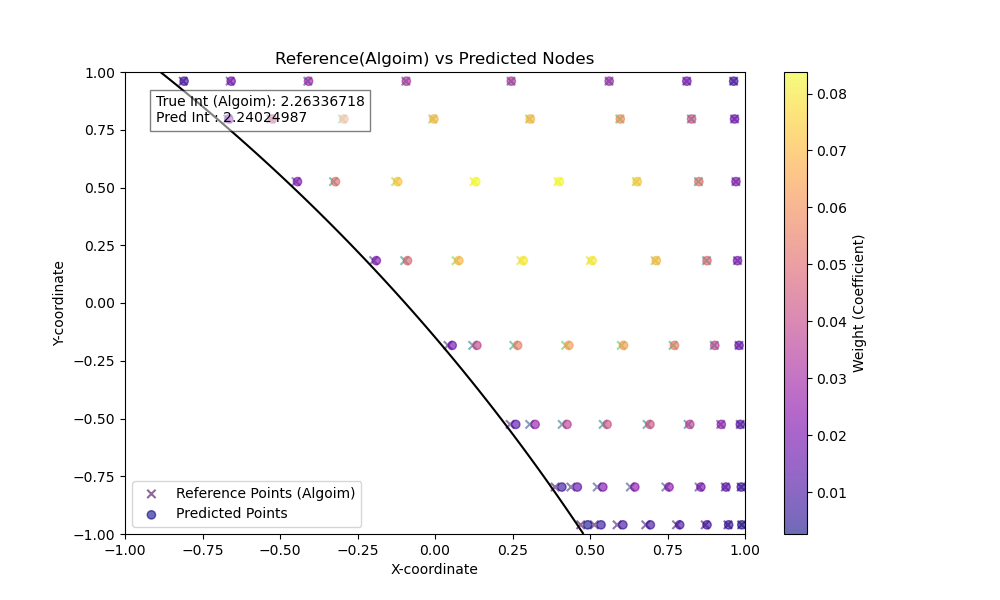 Reference(Algoim) vs Predicted Nodes
True Int (Algoim): 2.26336718
Pred Int : 2.24024987
Y-coordinate
1.00
0.75
0.50
0.25
0.00
−0.25
−0.50
−0.75
−1.00
Reference Points (Algoim)
Predicted Points
−1.00 −0.75 −0.50 −0.25 0.00 0.25 0.50 0.75 1.00
X-coordinate
0.08
0.07
0.06
0.05
0.04
0.03
0.02
0.01
Weight (Coefficient)